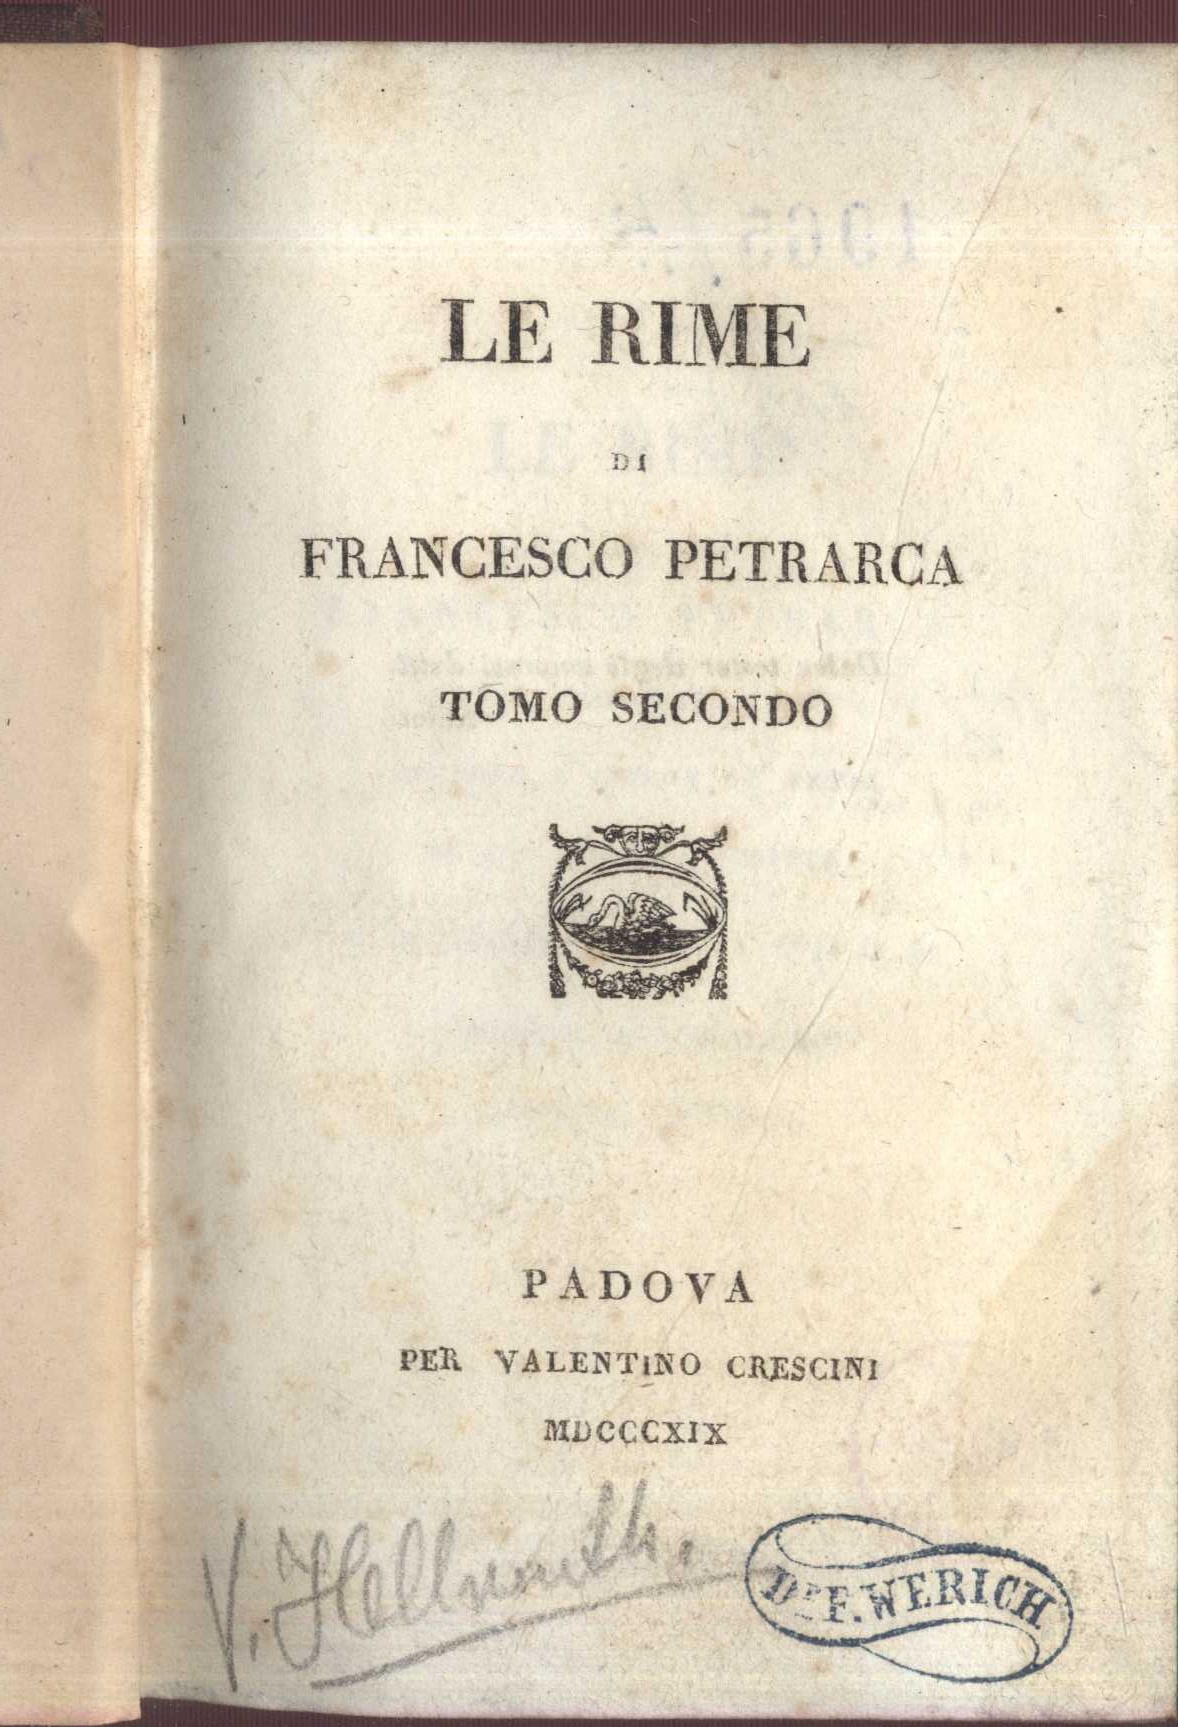 LE RIME
DI
FRANCESCO PETRARCA
TOMO SECONDO
PADOVA
PER VALENTINO CRESCINI
MDCCCXIX
V. Hellmuth.
Dr F. WERICH